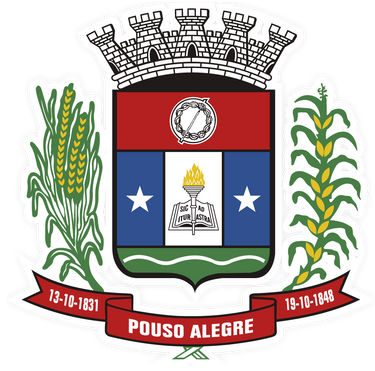 SIC AD
ITUR ASTRA
13-10-1831
POUSO ALEGRE
19-10-1848